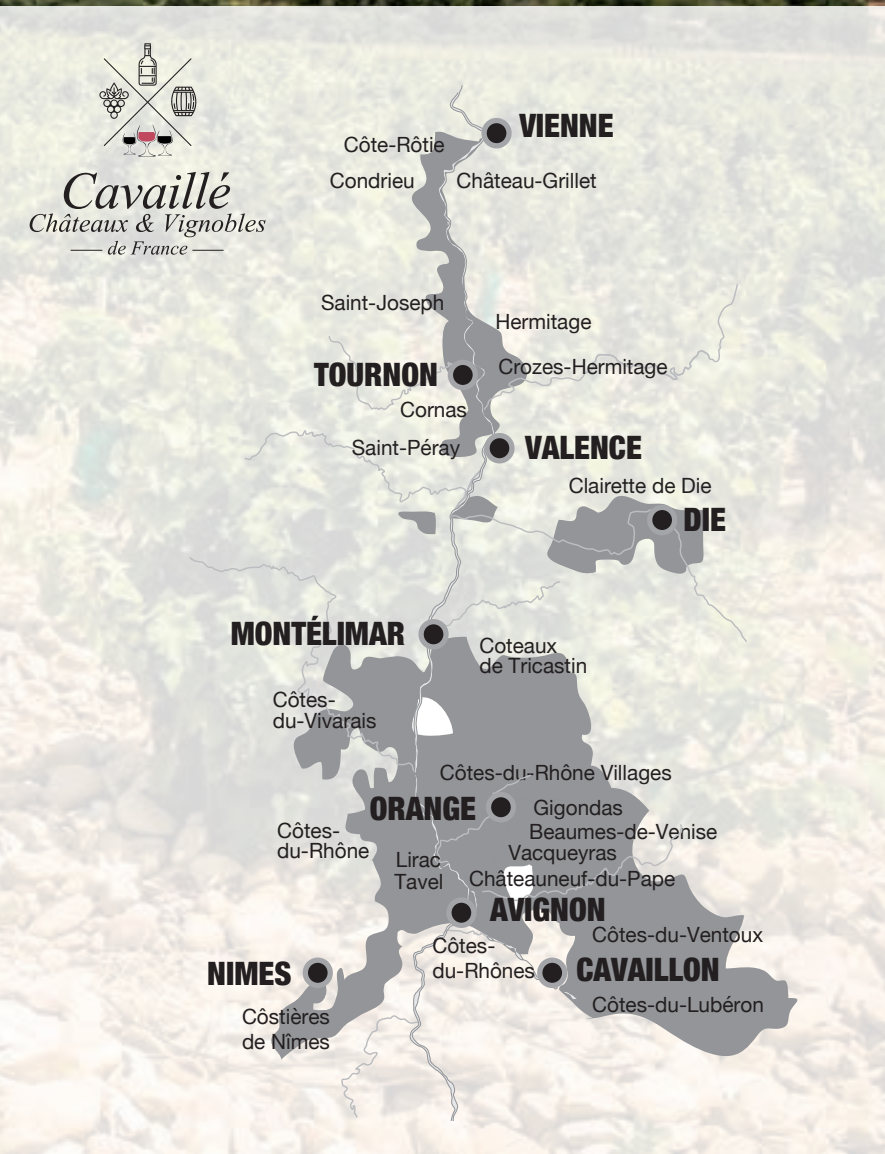 Cavaillé
Châteaux & Vignobles
de France
VIENNE
Côte-Rôtie
Condrieu
Château-Grillet
Saint-Joseph
Hermitage
TOURNON
Crozes-Hermitage
Cornas
Saint-Péray
VALENCE
Clairette de Die
DIE
MONTÉLIMAR
Coteaux
de Tricastin
Côtes-
du-Vivarais
Côtes-du-Rhône Villages
ORANGE
Gigondas
Beaumes-de-Venise
Côtes-
du-Rhône
Vacqueyras
Lirac
Tavel
Châteauneuf-du-Pape
AVIGNON
Côtes-du-Ventoux
Côtes-
du-Rhônes
NIMES
CAVAILLON
Côtes-du-Lubéron
Côstières
de Nîmes